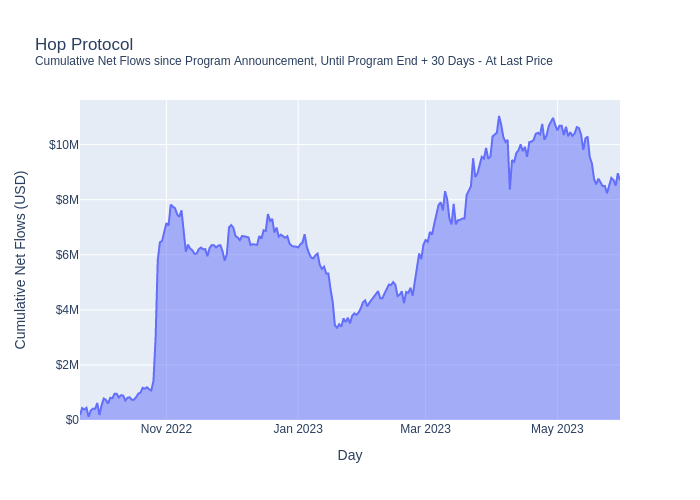 Hop Protocol
Cumulative Net Flows since Program Announcement, Until Program End + 30 Days - At Last Price
Cumulative Net Flows (USD)
$10M
$8M
$6M
$4M
$2M
$0
Nov 2022 Jan 2023 Mar 2023 May 2023
Day